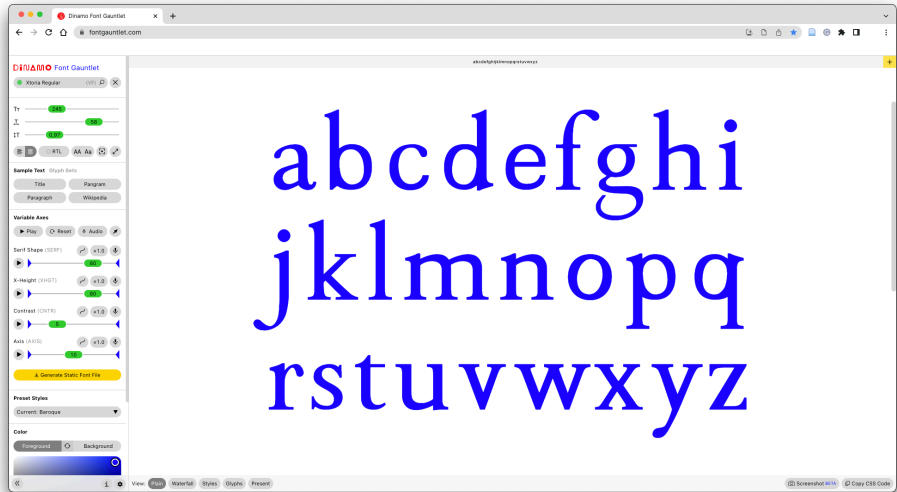 Dinamo Font Gauntlet
fontgauntlet.com
DINAMO Font Gauntlet
abcdefghijklmnopqrstuvwxyz
Xtoria Regular (VF)
245
58
0,97
RTL AA Aa
Sample Text Glyph Sets
Title Pangram
Paragraph Wikipedia
Variable Axes
Play Reset Audio
Serif Shape (SERF) ×1.0
60
X-Height (XHGT) ×1.0
60
Contrast (CNTR) ×1.0
Axis (AXIS) ×1.0
Generate Static Font File
Preset Styles
Current: Baroque
Color
Foreground Background
abcdefghi
jklmnopq
rstuvwxyz
View: Plain Waterfall Styles Glyphs Present
Screenshot BETA Copy CSS Code